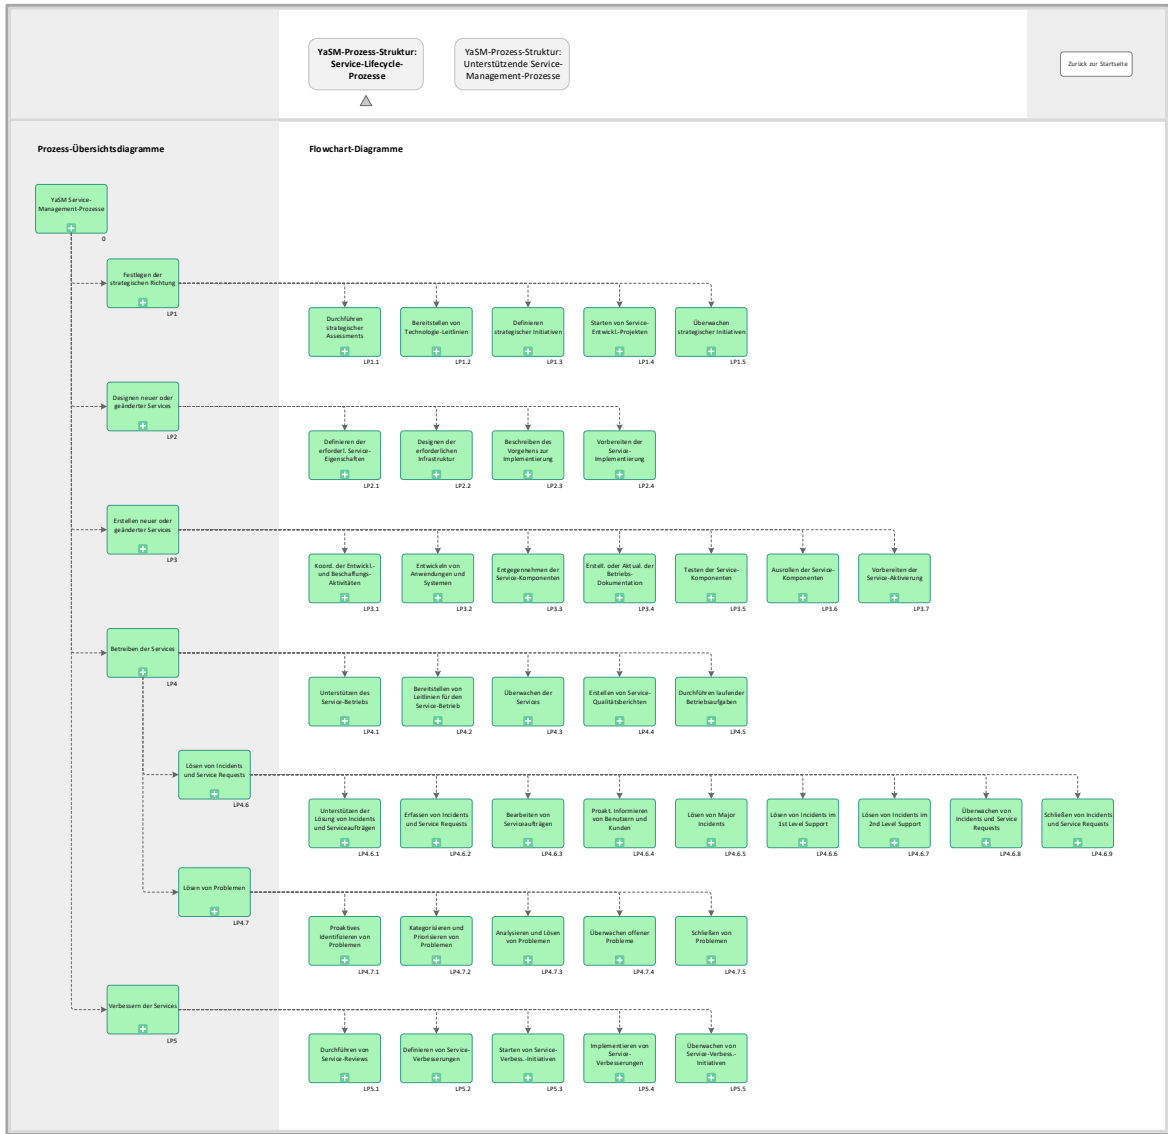 YaSM-Prozess-Struktur:
Service-Lifecycle-
Prozesse
YaSM-Prozess-Struktur:
Unterstützende Service-
Management-Prozesse
Zurück zur Startseite
Prozess-Übersichtsdiagramme
Flowchart-Diagramme
YaSM Service-
Management-Prozesse
0
Festlegen der
strategischen Richtung
LP1
Durchführen
strategischer
Assessments
LP1.1
Bereitstellen von
Technologie-Leitlinien
LP1.2
Definieren
strategischer Initiativen
LP1.3
Starten von Service-
Entwickl.-Projekten
LP1.4
Überwachen
strategischer Initiativen
LP1.5
Designen neuer oder
geänderter Services
LP2
Definieren der
erforderl. Service-
Eigenschaften
LP2.1
Designen der
erforderlichen
Infrastruktur
LP2.2
Beschreiben des
Vorgehens zur
Implementierung
LP2.3
Vorbereiten der
Service-
Implementierung
LP2.4
Erstellen neuer oder
geänderter Services
LP3
Koord. der Entwickl.-
und Beschaffungs-
Aktivitäten
LP3.1
Entwickeln von
Anwendungen und
Systemen
LP3.2
Entgegennehmen der
Service-Komponenten
LP3.3
Erstell. oder Aktual. der
Betriebs-
Dokumentation
LP3.4
Testen der Service-
Komponenten
LP3.5
Ausrollen der Service-
Komponenten
LP3.6
Vorbereiten der
Service-Aktivierung
LP3.7
Betreiben der Services
LP4
Unterstützen des
Service-Betriebs
LP4.1
Bereitstellen von
Leitlinien für den
Service-Betrieb
LP4.2
Überwachen der
Services
LP4.3
Erstellen von Service-
Qualitätsberichten
LP4.4
Durchführen laufender
Betriebsaufgaben
LP4.5
Lösen von Incidents
und Service Requests
LP4.6
Unterstützen der
Lösung von Incidents
und Serviceaufträgen
LP4.6.1
Erfassen von Incidents
und Service Requests
LP4.6.2
Bearbeiten von
Serviceaufträgen
LP4.6.3
Proakt. Informieren
von Benutzern und
Kunden
LP4.6.4
Lösen von Major
Incidents
LP4.6.5
Lösen von Incidents im
1st Level Support
LP4.6.6
Lösen von Incidents im
2nd Level Support
LP4.6.7
Überwachen von
Incidents und Service
Requests
LP4.6.8
Schließen von Incidents
und Service Requests
LP4.6.9
Lösen von Problemen
LP4.7
Proaktives
Identifizieren von
Problemen
LP4.7.1
Kategorisieren und
Priorisieren von
Problemen
LP4.7.2
Analysieren und Lösen
von Problemen
LP4.7.3
Überwachen offener
Probleme
LP4.7.4
Schließen von
Problemen
LP4.7.5
Verbessern der Services
LP5
Durchführen von
Service-Reviews
LP5.1
Definieren von Service-
Verbesserungen
LP5.2
Starten von Service-
Verbess.-Initiativen
LP5.3
Implementieren von
Service-
Verbesserungen
LP5.4
Überwachen von
Service-Verbess.-
Initiativen
LP5.5